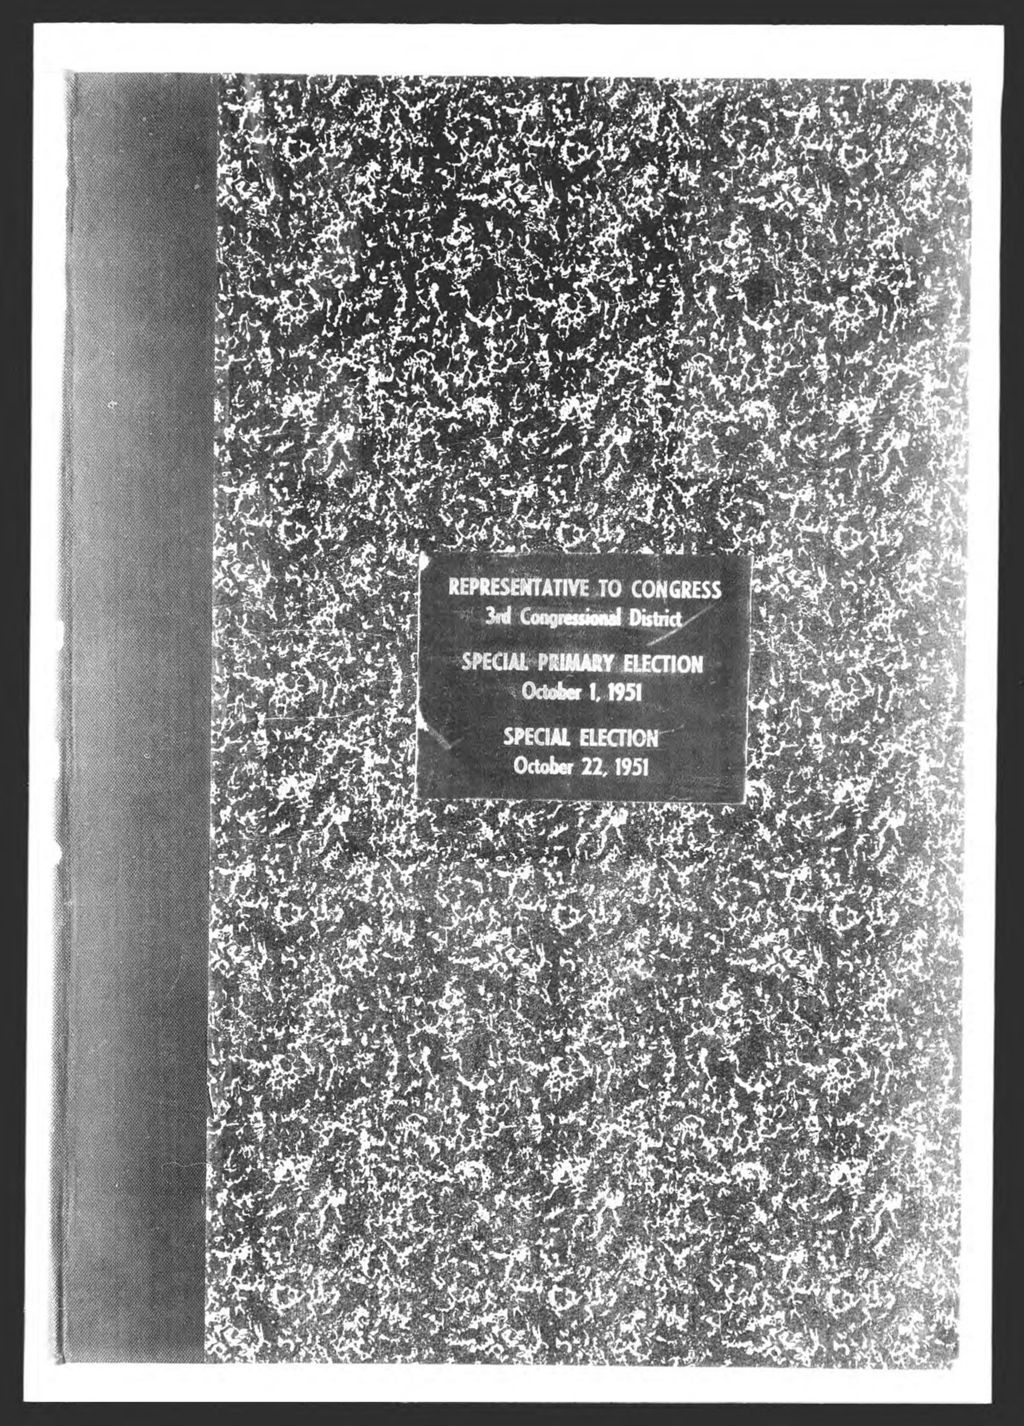 REPRESENTATIVE TO CONGRESS
3rd Congressional District
SPECIAL PRIMARY ELECTION
October 1, 1951
SPECIAL ELECTION
October 22, 1951